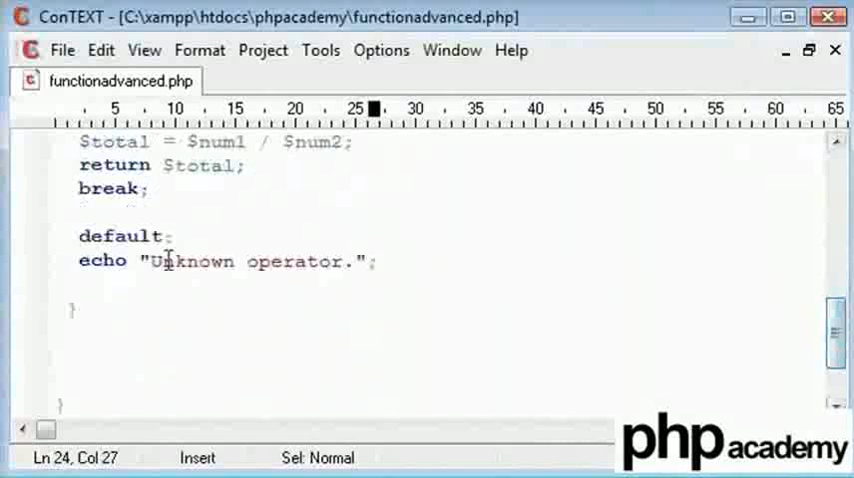 ConTEXT - [C:\xampp\htdocs\phpacademy\functionadvanced.php]
File Edit View Format Project Tools Options Window Help
functionadvanced.php
5 10 15 20 25 30 35 40 45 50 55 60 65
$total = $num1 / $num2;
return $total;
break;
default:
echo "Unknown operator.";
}
}
Ln 24, Col 27 Insert Sel: Normal
php academy